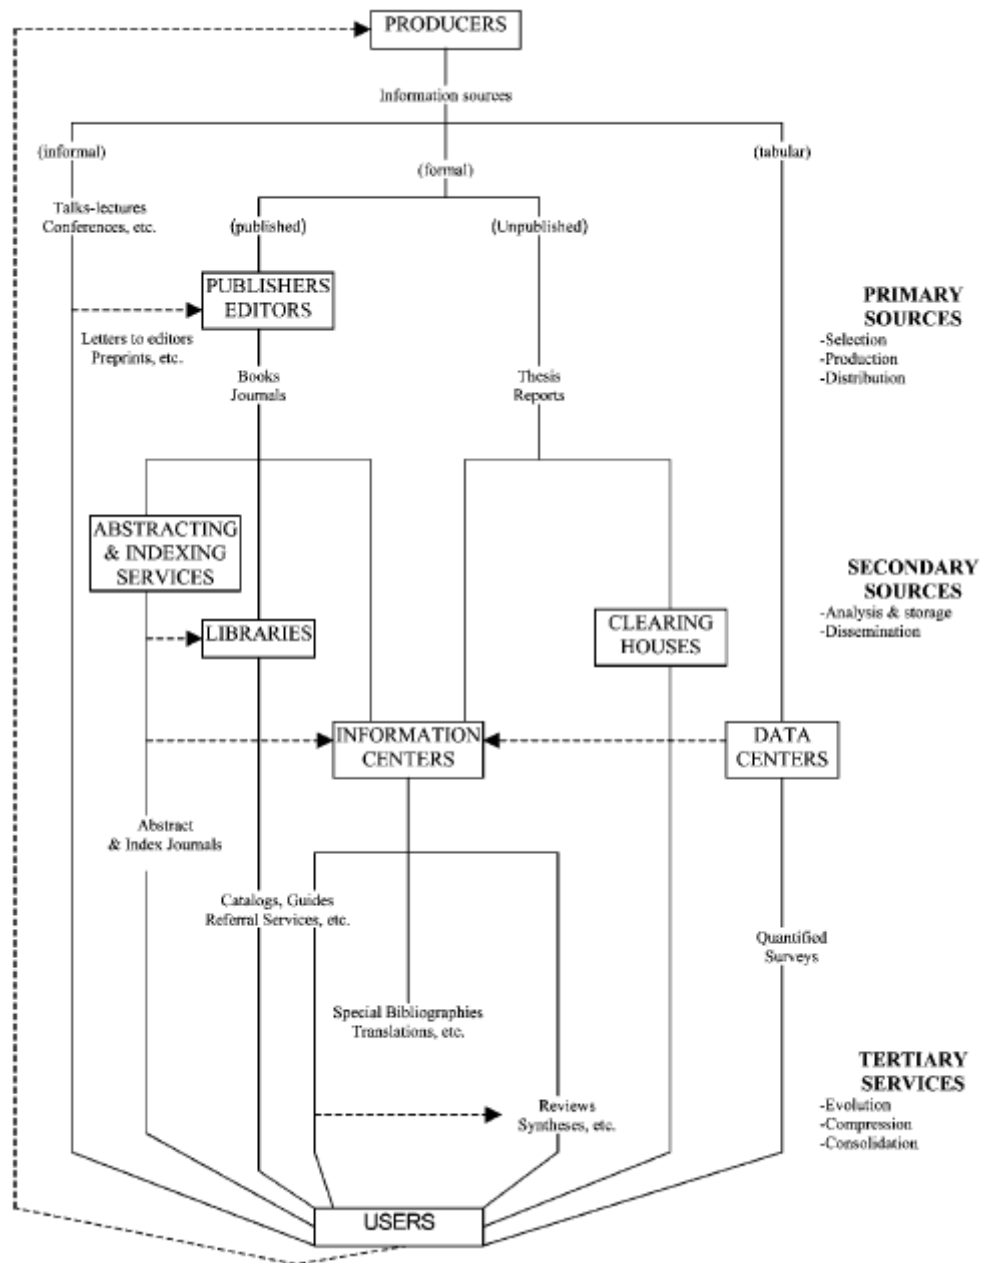 PRODUCERS
Information sources
(informal)
(formal)
(tabular)
Talks-lectures
Conferences, etc.
(published)
(Unpublished)
PUBLISHERS
EDITORS
PRIMARY
SOURCES
-Selection
-Production
-Distribution
Letters to editors
Preprints, etc.
Books
Journals
Thesis
Reports
ABSTRACTING
& INDEXING
SERVICES
SECONDARY
SOURCES
-Analysis & storage
-Dissemination
LIBRARIES
CLEARING
HOUSES
INFORMATION
CENTERS
DATA
CENTERS
Abstract
& Index Journals
Catalogs, Guides
Referral Services, etc.
Quantified
Surveys
Special Bibliographies
Translations, etc.
TERTIARY
SERVICES
-Evolution
-Compression
-Consolidation
Reviews
Syntheses, etc.
USERS